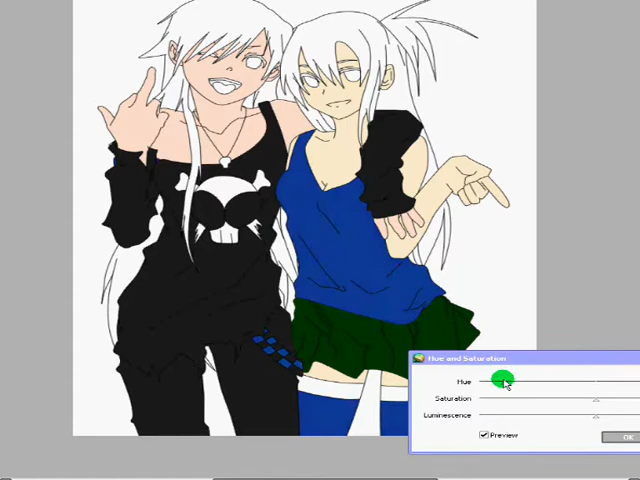 Hue and Saturation
Hue
Saturation
Luminescence
Preview
OK